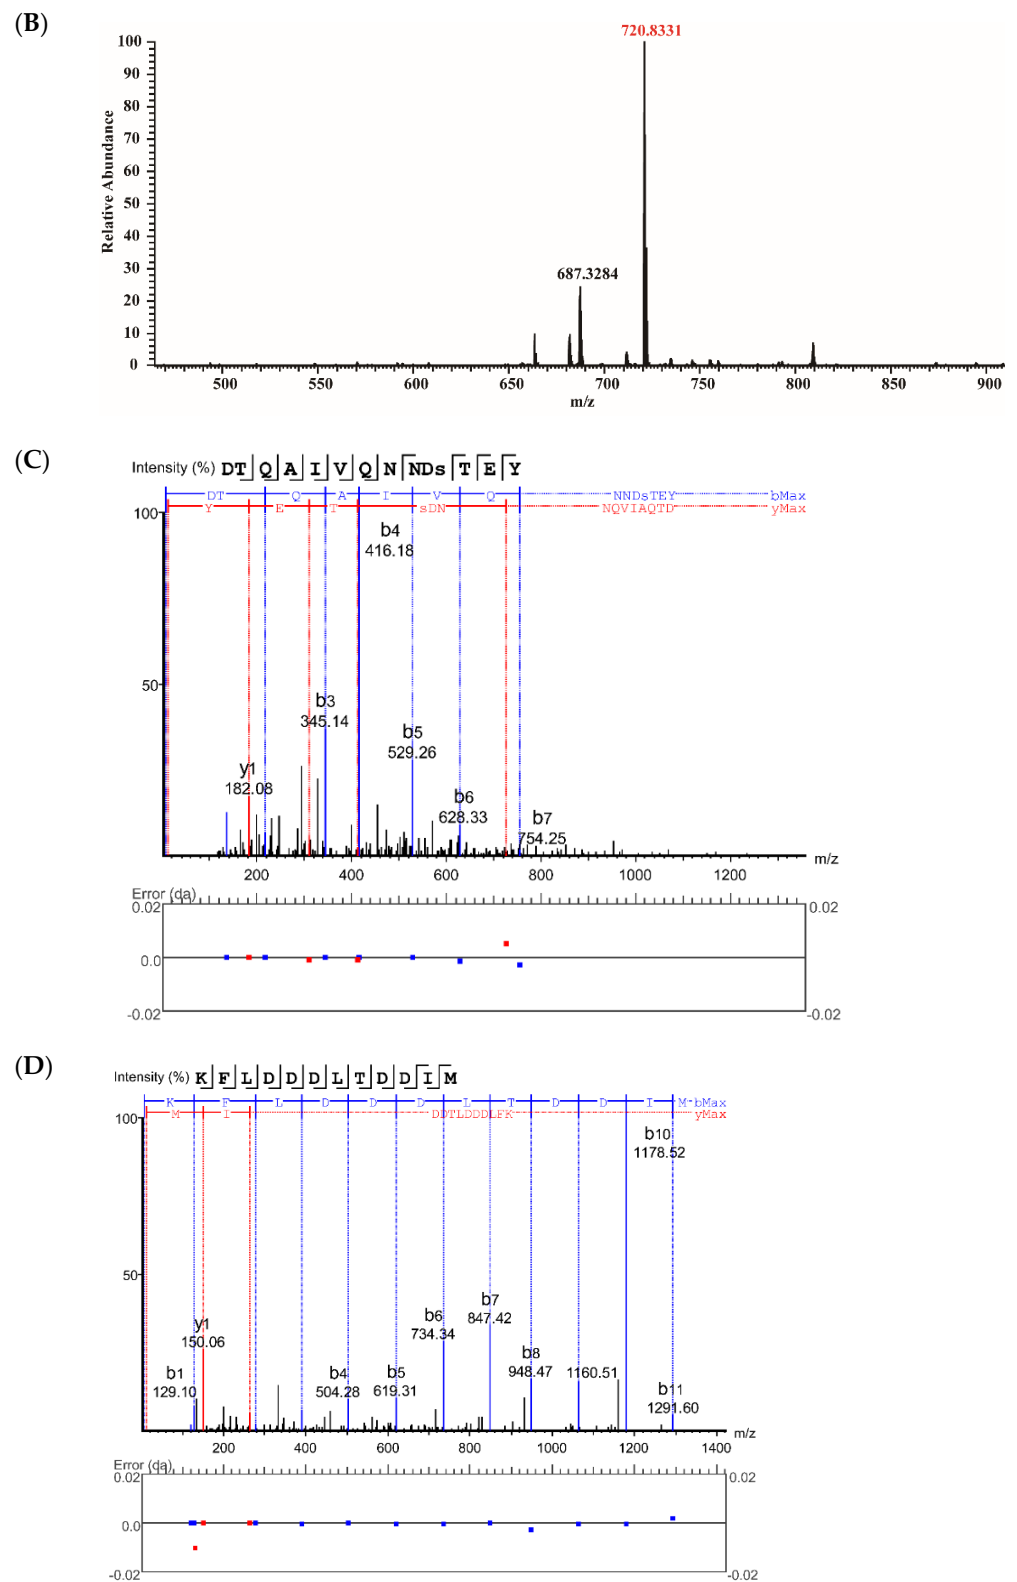 (B)
720.8331
687.3284
Relative Abundance
100
90
80
70
60
50
40
30
20
10
0
500 550 600 650 700 750 800 850 900
m/z
(C)
Intensity (%) DT Q A I V Q N NDs T E Y
DT Q A I V Q NNDsTEY bMax
Y E T sDN NQVIAQTD yMax
100
b4
416.18
50
b3
345.14
b5
529.26
y1
182.08
b6
628.33
b7
754.25
200 400 600 800 1000 1200 m/z
Error (da)
0.02 0.02
0.0
-0.02 -0.02
(D)
Intensity (%) K F L D D D L T D D I M
K F L D D D L T D D I M bMax
M I DDTLDDDLFK yMax
100
b10
1178.52
50
b7
847.42
b6
734.34
y1
150.06
b8
948.47
1160.51
b1
129.10
b4
504.28
b5
619.31
b11
1291.60
200 400 600 800 1000 1200 1400 m/z
Error (da)
0.02 0.02
0.0
-0.02 -0.02